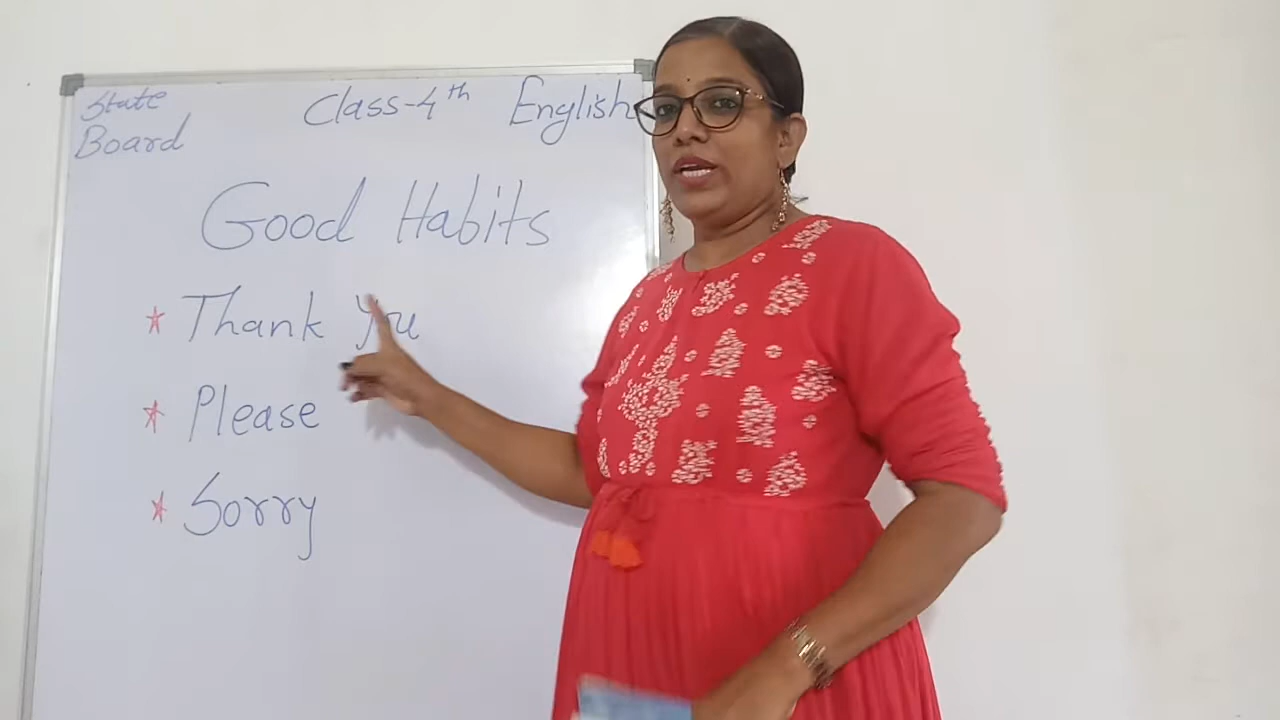 State
Board
Class-4th English
Good Habits
* Thank You
* Please
* Sorry